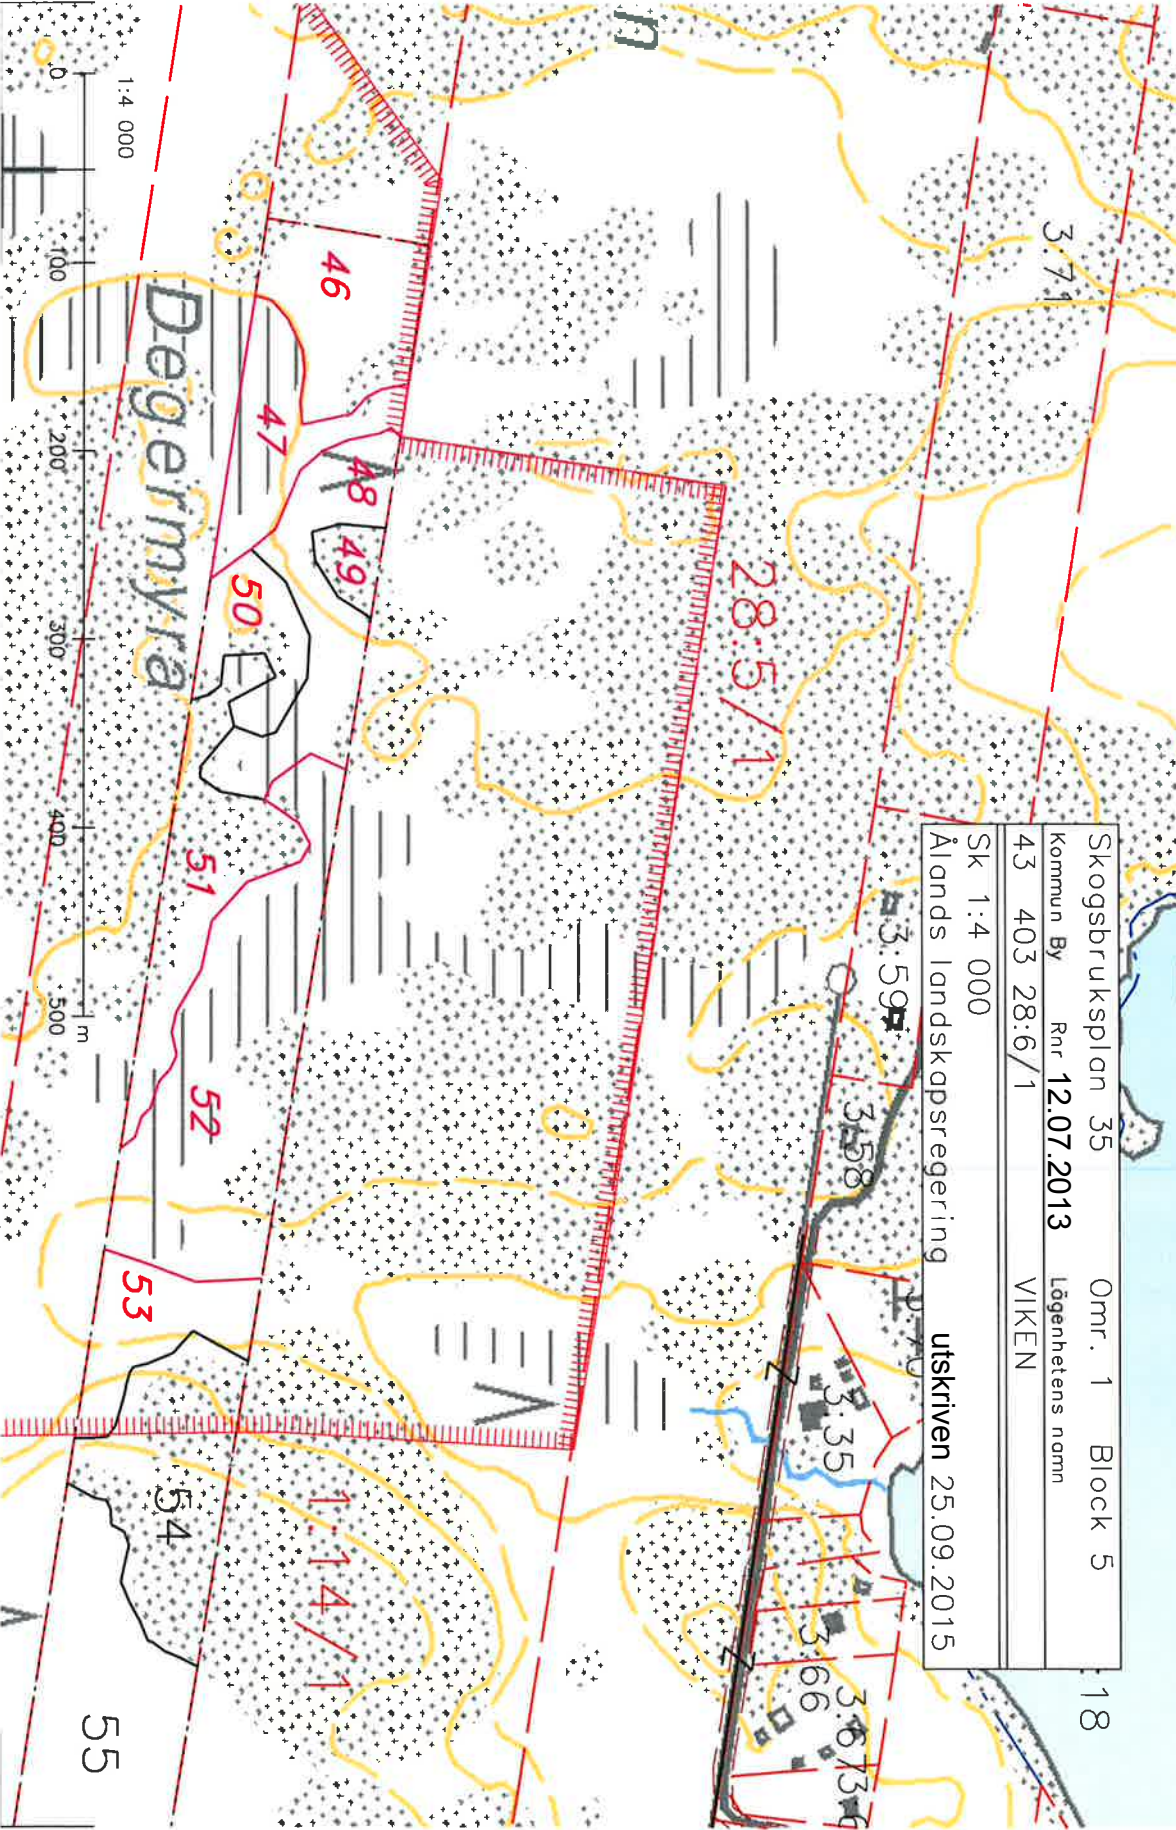 Skogsbruksplan 35 Omr. 1 Block 5
Kommun By Rnr 12.07.2013 Lögenhetens namn
43 403 28:6/1 VIKEN
Sk 1:4 000
Ålands landskapsregering utskriven 25.09.2015
18
3:71
3:59
3:58
3:35
3:66
3:67
28:5/1
1:14/1
Degermyra
46
47
48
49
50
51
52
53
54
55
1:4 000
0 100 200 300 400 500 m